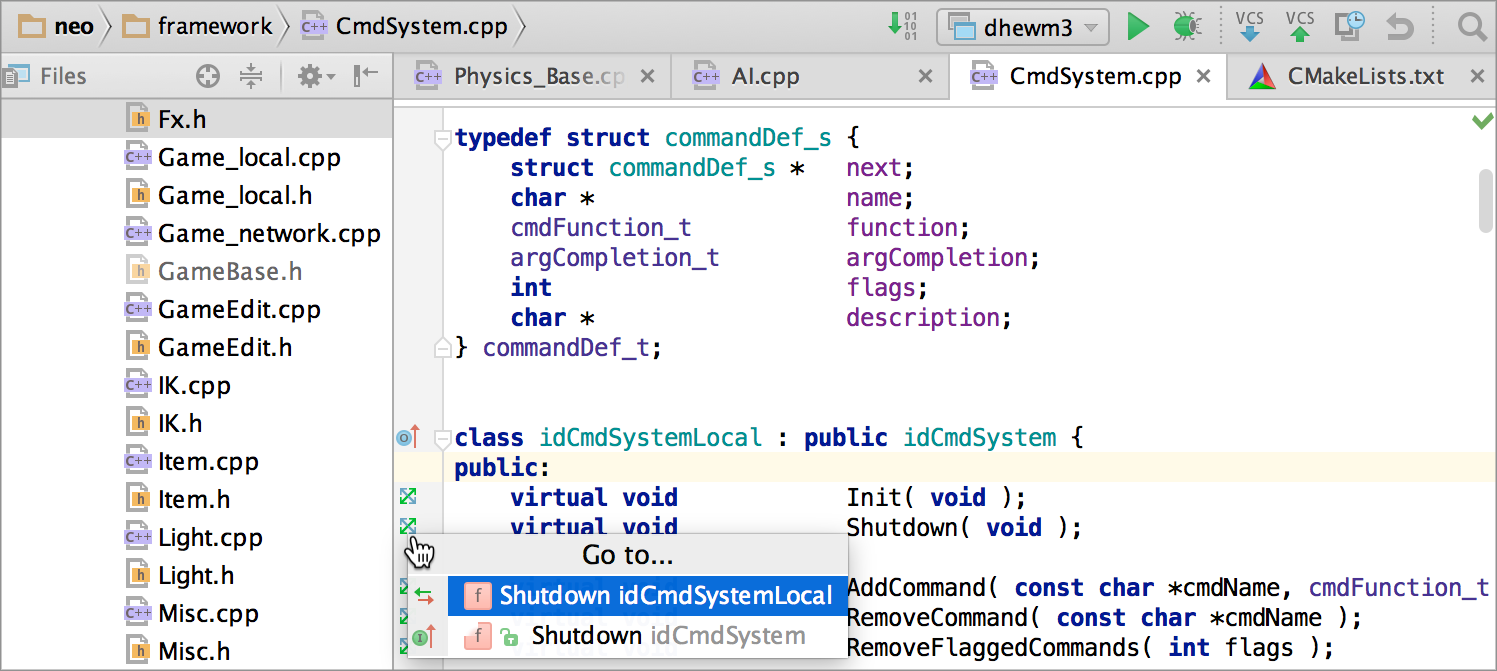 neo framework CmdSystem.cpp 01 01 dhewm3 VCS VCS
Files
Physics_Base.cp AI.cpp CmdSystem.cpp CMakeLists.txt
h Fx.h
C++ Game_local.cpp
h Game_local.h
C++ Game_network.cpp
h GameBase.h
C++ GameEdit.cpp
h GameEdit.h
C++ IK.cpp
h IK.h
C++ Item.cpp
h Item.h
C++ Light.cpp
h Light.h
C++ Misc.cpp
h Misc.h
typedef struct commandDef_s {
struct commandDef_s * next;
char * name;
cmdFunction_t function;
argCompletion_t argCompletion;
int flags;
char * description;
} commandDef_t;
class idCmdSystemLocal : public idCmdSystem {
public:
virtual void Init( void );
virtual void Shutdown( void );
AddCommand( const char *cmdName, cmdFunction_t
RemoveCommand( const char *cmdName );
RemoveFlaggedCommands( int flags );
Go to...
f Shutdown idCmdSystemLocal
f Shutdown idCmdSystem